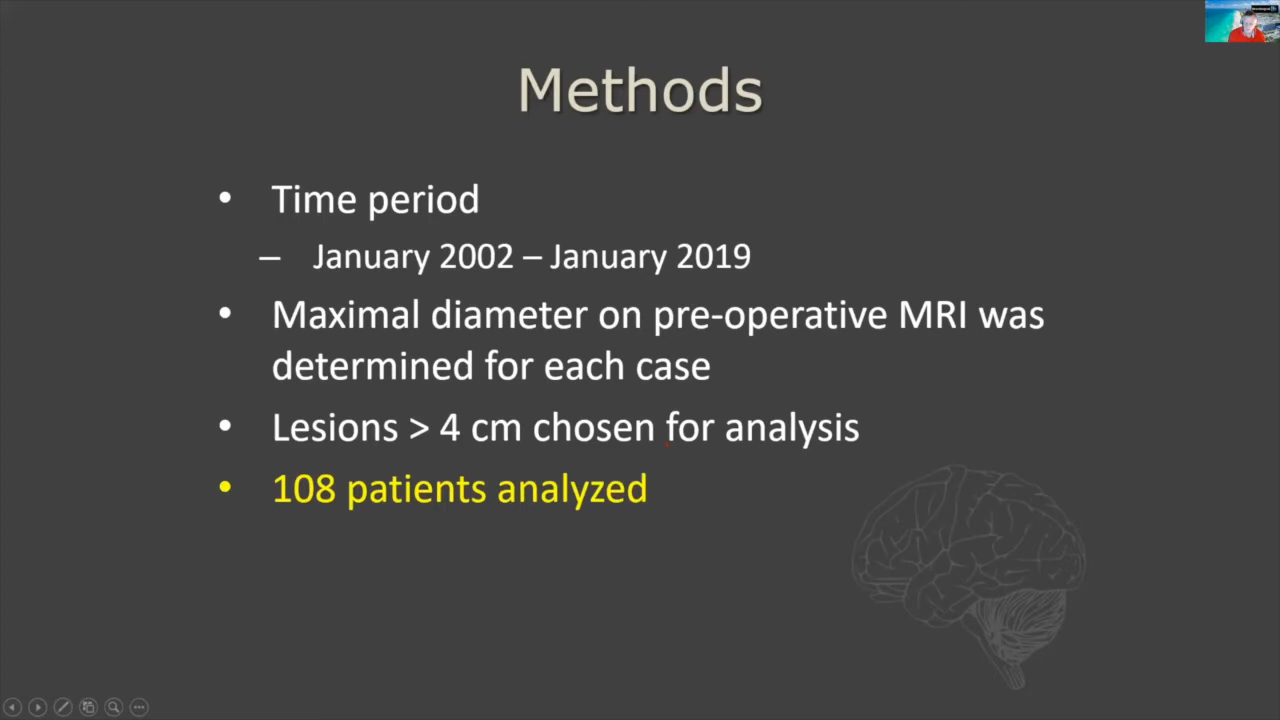 Methods
• Time period
– January 2002 – January 2019
• Maximal diameter on pre-operative MRI was
determined for each case
• Lesions > 4 cm chosen for analysis
• 108 patients analyzed